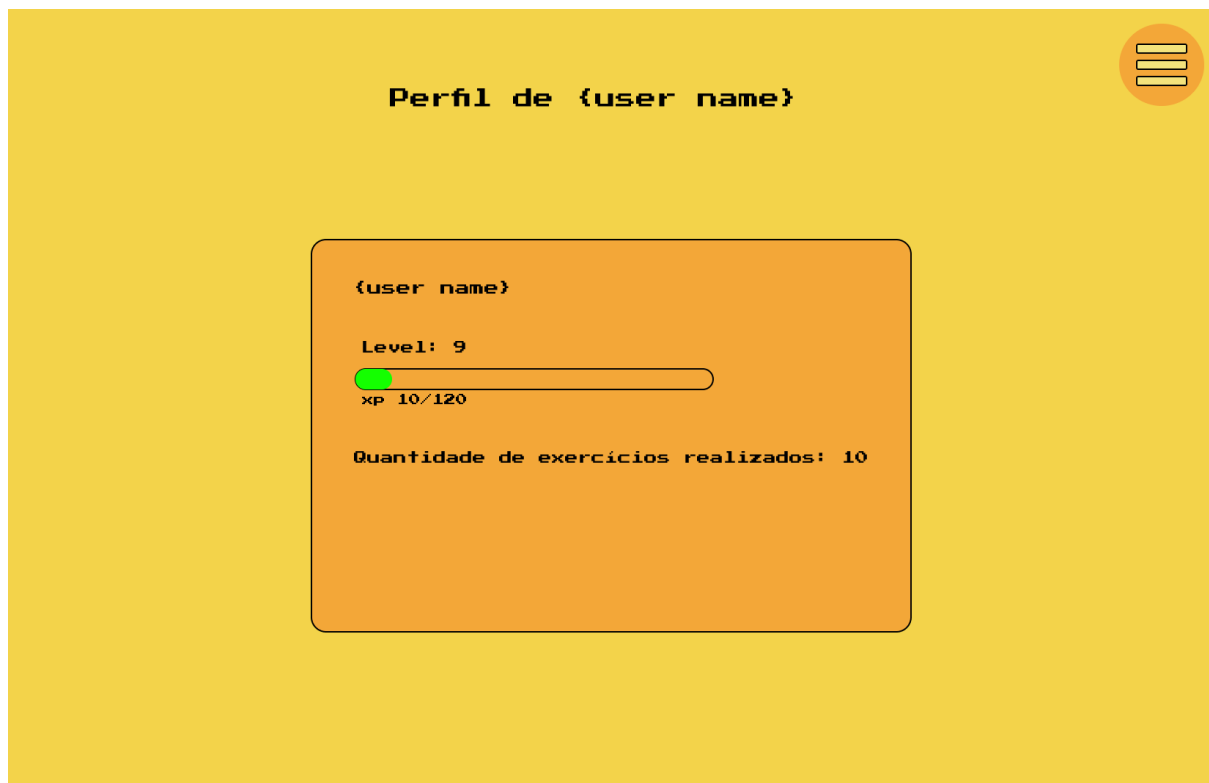 Perfil de {user name}
{user name}
Level: 9
xp 10/120
Quantidade de exercícios realizados: 10